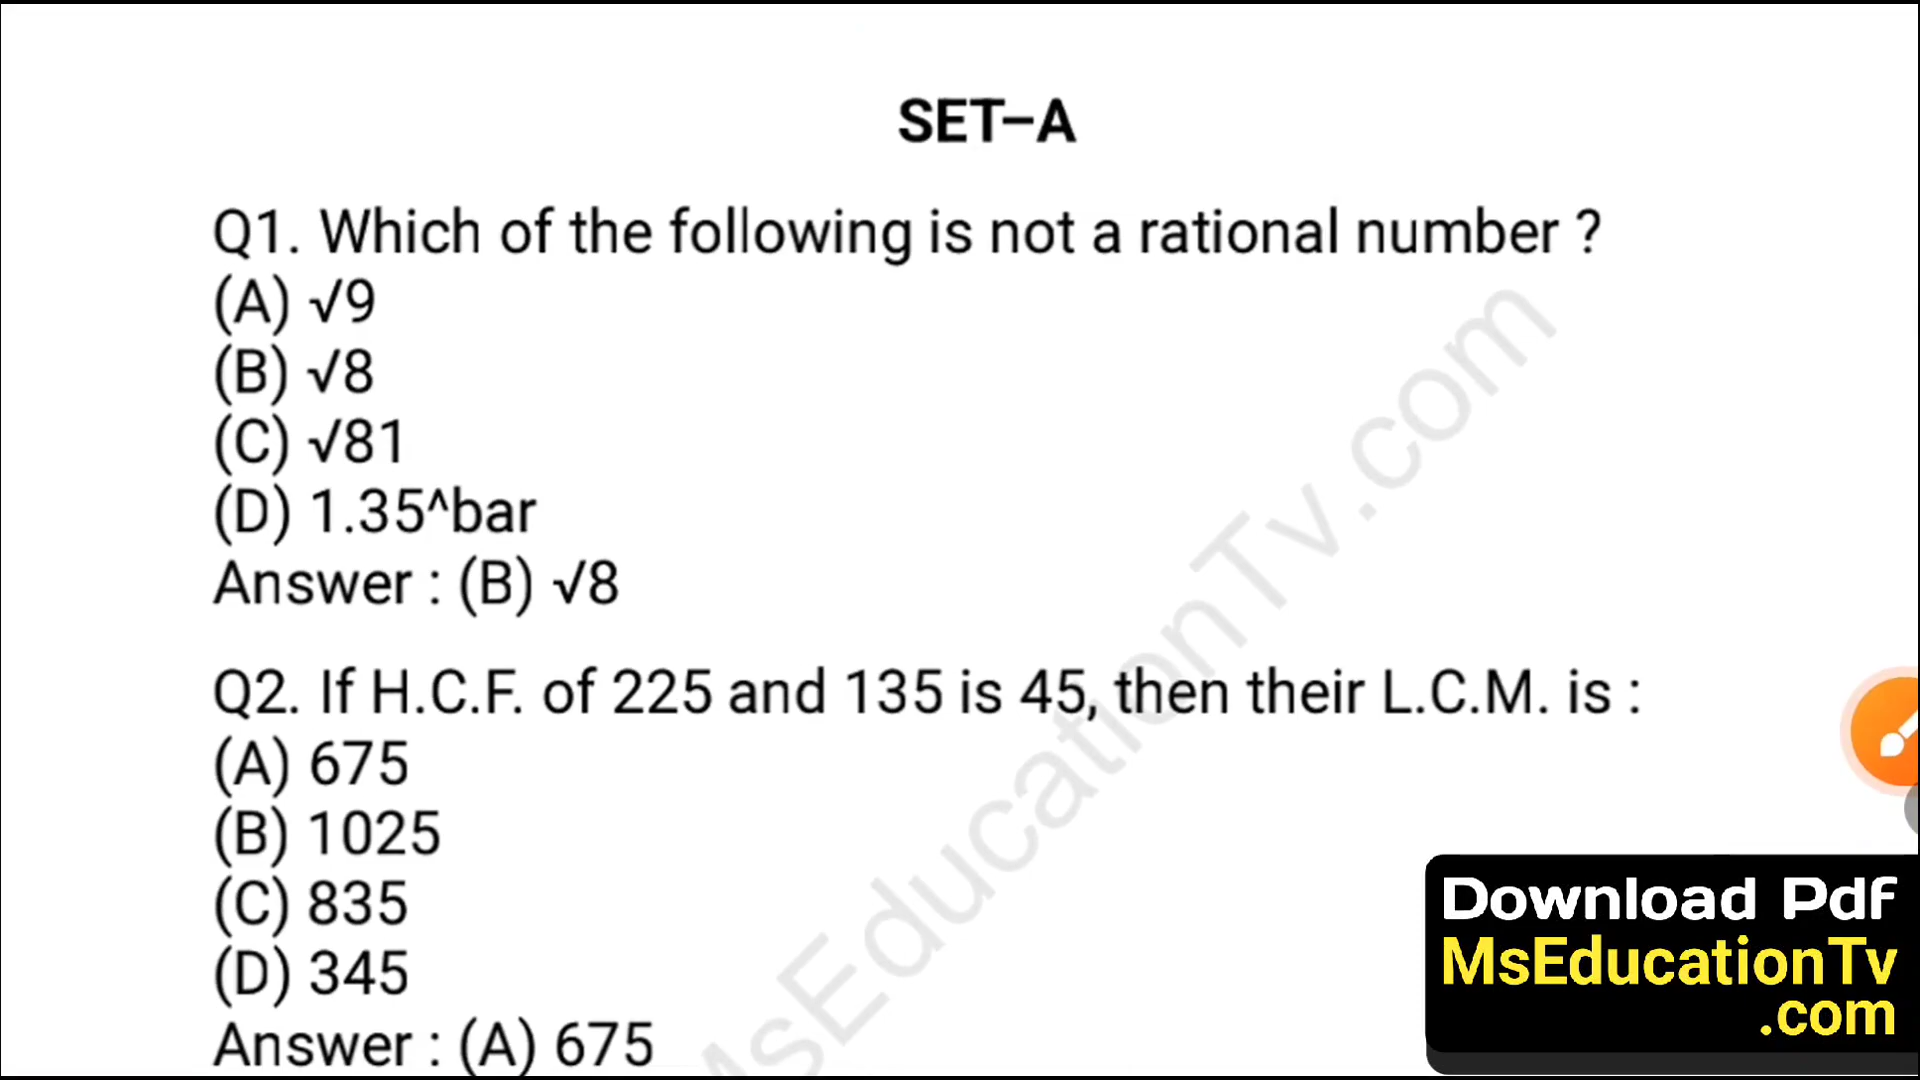 SET–A
Q1. Which of the following is not a rational number ?
(A) √9
(B) √8
(C) √81
(D) 1.35^bar
Answer : (B) √8
Q2. If H.C.F. of 225 and 135 is 45, then their L.C.M. is :
(A) 675
(B) 1025
(C) 835
(D) 345
Answer : (A) 675
MsEducationTv.com
Download Pdf
MsEducationTv
.com